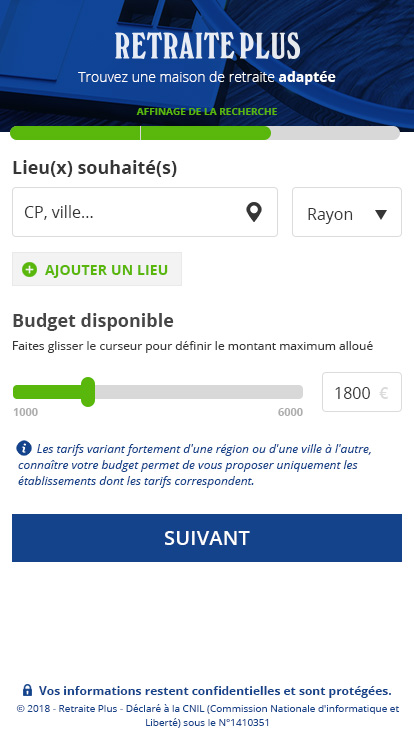 RETRAITE PLUS
Trouvez une maison de retraite adaptée
AFFINAGE DE LA RECHERCHE
Lieu(x) souhaité(s)
CP, ville...
Rayon
AJOUTER UN LIEU
Budget disponible
Faites glisser le curseur pour définir le montant maximum alloué
1800 €
1000
6000
Les tarifs variant fortement d'une région ou d'une ville à l'autre,
connaître votre budget permet de vous proposer uniquement les
établissements dont les tarifs correspondent.
SUIVANT
Vos informations restent confidentielles et sont protégées.
© 2018 - Retraite Plus - Déclaré à la CNIL (Commission Nationale d'informatique et
Liberté) sous le N°1410351